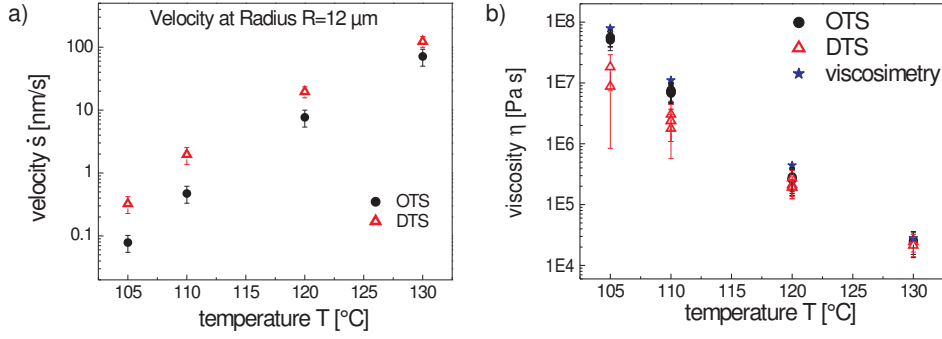 a)
Velocity at Radius R=12 µm
velocity ṡ [nm/s]
100
10
1
0.1
105 110 115 120 125 130
temperature T [°C]
OTS
DTS
b)
viscosity η [Pa s]
1E8
1E7
1E6
1E5
1E4
105 110 115 120 125 130
temperature T [°C]
OTS
DTS
viscosimetry